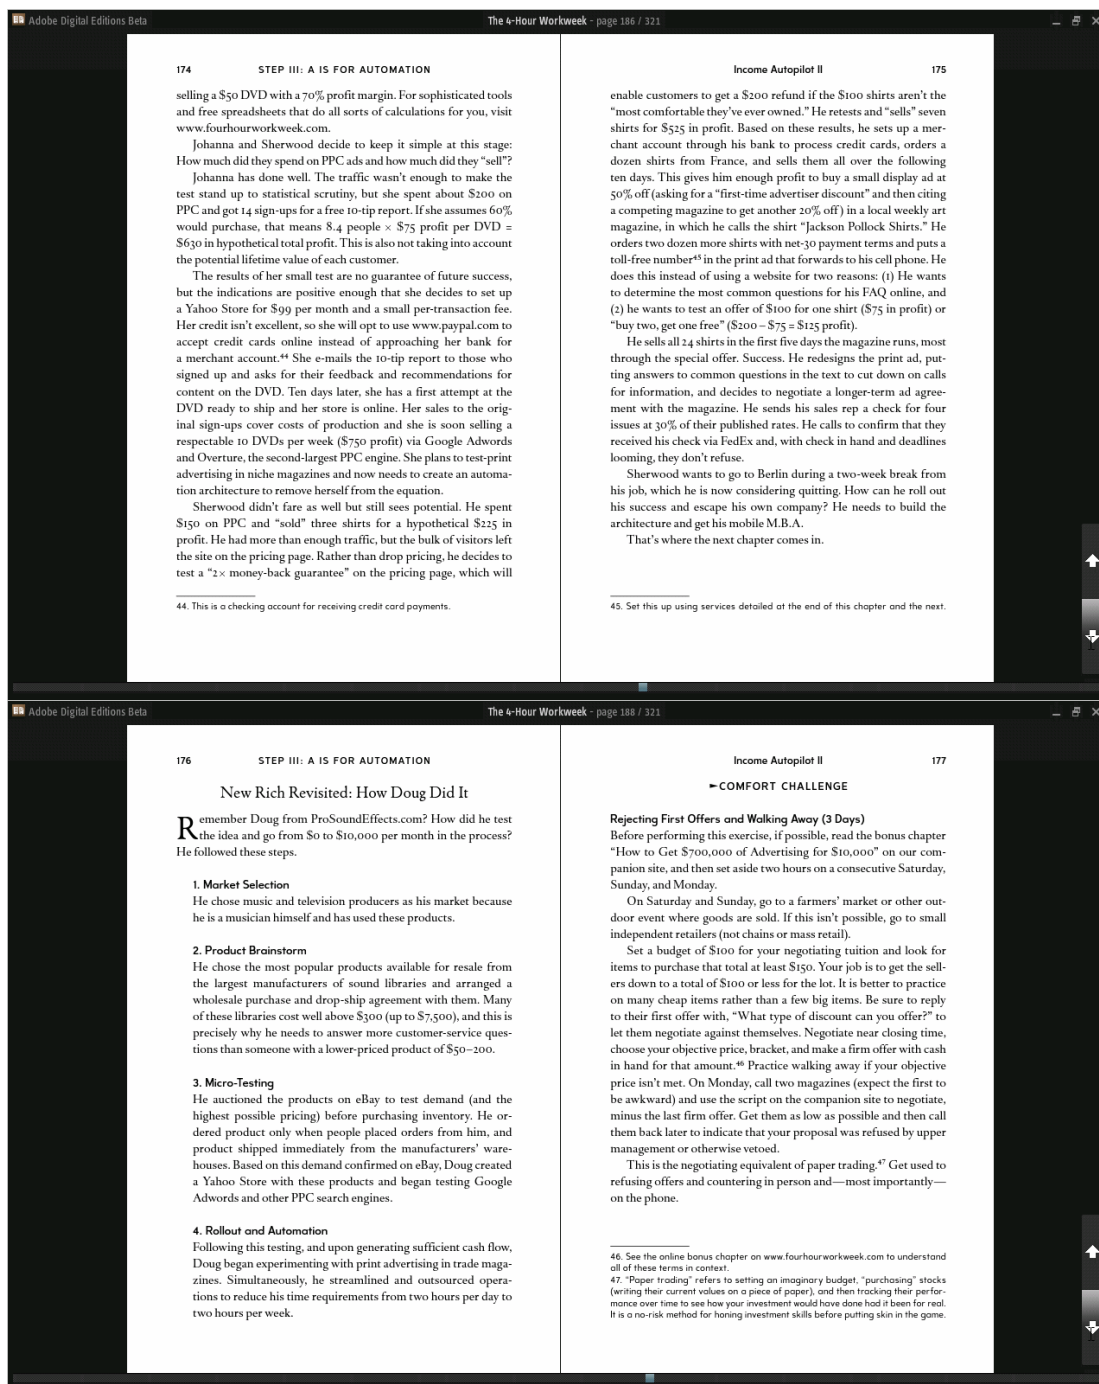 Adobe Digital Editions Beta
The 4-Hour Workweek - page 186 / 321
174 STEP III: A IS FOR AUTOMATION
selling a $50 DVD with a 70% profit margin. For sophisticated tools
and free spreadsheets that do all sorts of calculations for you, visit
www.fourhourworkweek.com.
Johanna and Sherwood decide to keep it simple at this stage:
How much did they spend on PPC ads and how much did they “sell”?
Johanna has done well. The traffic wasn’t enough to make the
test stand up to statistical scrutiny, but she spent about $200 on
PPC and got 14 sign-ups for a free 10-tip report. If she assumes 60%
would purchase, that means 8.4 people × $75 profit per DVD =
$630 in hypothetical total profit. This is also not taking into account
the potential lifetime value of each customer.
The results of her small test are no guarantee of future success,
but the indications are positive enough that she decides to set up
a Yahoo Store for $99 per month and a small per-transaction fee.
Her credit isn’t excellent, so she will opt to use www.paypal.com to
accept credit cards online instead of approaching her bank for
a merchant account.44 She e-mails the 10-tip report to those who
signed up and asks for their feedback and recommendations for
content on the DVD. Ten days later, she has a first attempt at the
DVD ready to ship and her store is online. Her sales to the orig-
inal sign-ups cover costs of production and she is soon selling a
respectable 10 DVDs per week ($750 profit) via Google Adwords
and Overture, the second-largest PPC engine. She plans to test-print
advertising in niche magazines and now needs to create an automa-
tion architecture to remove herself from the equation.
Sherwood didn’t fare as well but still sees potential. He spent
$150 on PPC and “sold” three shirts for a hypothetical $225 in
profit. He had more than enough traffic, but the bulk of visitors left
the site on the pricing page. Rather than drop pricing, he decides to
test a “2× money-back guarantee” on the pricing page, which will
44. This is a checking account for receiving credit card payments.
Income Autopilot II 175
enable customers to get a $200 refund if the $100 shirts aren’t the
“most comfortable they’ve ever owned.” He retests and “sells” seven
shirts for $525 in profit. Based on these results, he sets up a mer-
chant account through his bank to process credit cards, orders a
dozen shirts from France, and sells them all over the following
ten days. This gives him enough profit to buy a small display ad at
50% off (asking for a “first-time advertiser discount” and then citing
a competing magazine to get another 20% off) in a local weekly art
magazine, in which he calls the shirt “Jackson Pollock Shirts.” He
orders two dozen more shirts with net-30 payment terms and puts a
toll-free number45 in the print ad that forwards to his cell phone. He
does this instead of using a website for two reasons: (1) He wants
to determine the most common questions for his FAQ online, and
(2) he wants to test an offer of $100 for one shirt ($75 in profit) or
“buy two, get one free” ($200 – $75 = $125 profit).
He sells all 24 shirts in the first five days the magazine runs, most
through the special offer. Success. He redesigns the print ad, put-
ting answers to common questions in the text to cut down on calls
for information, and decides to negotiate a longer-term ad agree-
ment with the magazine. He sends his sales rep a check for four
issues at 30% of their published rates. He calls to confirm that they
received his check via FedEx and, with check in hand and deadlines
looming, they don’t refuse.
Sherwood wants to go to Berlin during a two-week break from
his job, which he is now considering quitting. How can he roll out
his success and escape his own company? He needs to build the
architecture and get his mobile M.B.A.
That’s where the next chapter comes in.
45. Set this up using services detailed at the end of this chapter and the next.
Adobe Digital Editions Beta
The 4-Hour Workweek - page 188 / 321
176 STEP III: A IS FOR AUTOMATION
New Rich Revisited: How Doug Did It
Remember Doug from ProSoundEffects.com? How did he test
the idea and go from $0 to $10,000 per month in the process?
He followed these steps.
1. Market Selection
He chose music and television producers as his market because
he is a musician himself and has used these products.
2. Product Brainstorm
He chose the most popular products available for resale from
the largest manufacturers of sound libraries and arranged a
wholesale purchase and drop-ship agreement with them. Many
of these libraries cost well above $300 (up to $7,500), and this is
precisely why he needs to answer more customer-service ques-
tions than someone with a lower-priced product of $50–200.
3. Micro-Testing
He auctioned the products on eBay to test demand (and the
highest possible pricing) before purchasing inventory. He or-
dered product only when people placed orders from him, and
product shipped immediately from the manufacturers’ ware-
houses. Based on this demand confirmed on eBay, Doug created
a Yahoo Store with these products and began testing Google
Adwords and other PPC search engines.
4. Rollout and Automation
Following this testing, and upon generating sufficient cash flow,
Doug began experimenting with print advertising in trade maga-
zines. Simultaneously, he streamlined and outsourced opera-
tions to reduce his time requirements from two hours per day to
two hours per week.
Income Autopilot II 177
►COMFORT CHALLENGE
Rejecting First Offers and Walking Away (3 Days)
Before performing this exercise, if possible, read the bonus chapter
“How to Get $700,000 of Advertising for $10,000” on our com-
panion site, and then set aside two hours on a consecutive Saturday,
Sunday, and Monday.
On Saturday and Sunday, go to a farmers’ market or other out-
door event where goods are sold. If this isn’t possible, go to small
independent retailers (not chains or mass retail).
Set a budget of $100 for your negotiating tuition and look for
items to purchase that total at least $150. Your job is to get the sell-
ers down to a total of $100 or less for the lot. It is better to practice
on many cheap items rather than a few big items. Be sure to reply
to their first offer with, “What type of discount can you offer?” to
let them negotiate against themselves. Negotiate near closing time,
choose your objective price, bracket, and make a firm offer with cash
in hand for that amount.46 Practice walking away if your objective
price isn’t met. On Monday, call two magazines (expect the first to
be awkward) and use the script on the companion site to negotiate,
minus the last firm offer. Get them as low as possible and then call
them back later to indicate that your proposal was refused by upper
management or otherwise vetoed.
This is the negotiating equivalent of paper trading.47 Get used to
refusing offers and countering in person and—most importantly—
on the phone.
46. See the online bonus chapter on www.fourhourworkweek.com to understand
all of these terms in context.
47. “Paper trading” refers to setting an imaginary budget, “purchasing” stocks
(writing their current values on a piece of paper), and then tracking their perfor-
mance over time to see how your investment would have done had it been for real.
It is a no-risk method for honing investment skills before putting skin in the game.